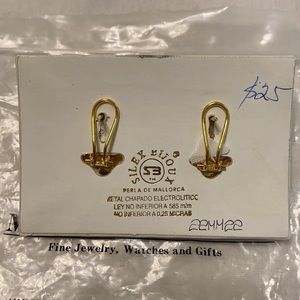 $25
SILEX BIJOUX
SB
TM
PERLA DE MALLORCA
METAL CHAPADO ELECTROLITICO
LEY NO INFERIOR A 585 m/m
NO INFERIOR A 0,25 MICRAS
22MM22
Fine Jewelry, Watches and Gifts